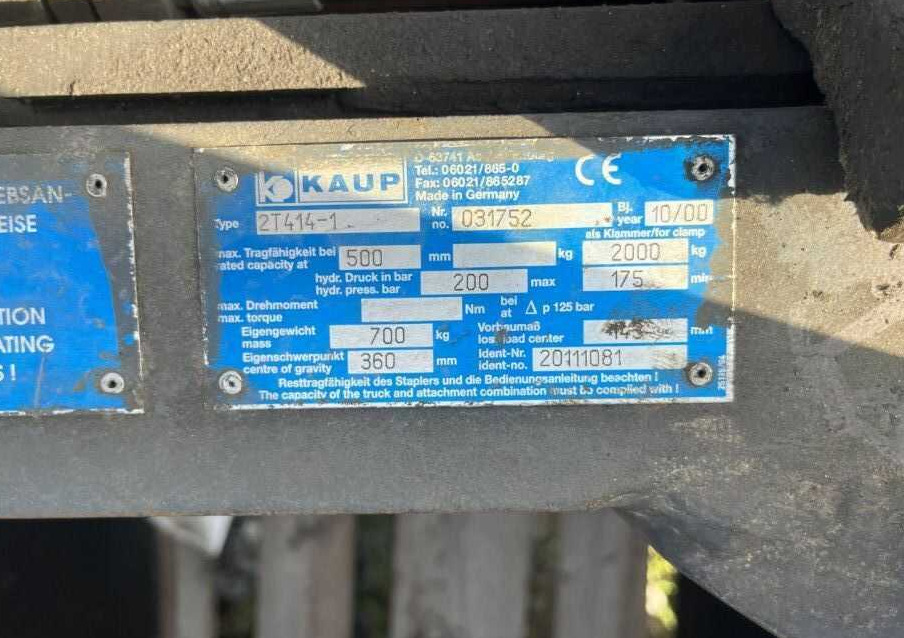 EBSAN-
EISE
TION
ATING
S !
KAUP
D-63741
Tel.: 06021/865-0
Fax: 06021/865287
Made in Germany
CE
Type 2T414-1 Nr. no. 031752 Bj. year 10/00
als Klammer/for clamp
max. Tragfähigkeit bei
rated capacity at 500 mm kg 2000 kg
hydr. Druck in bar
hydr. press. bar 200 max 175 min
max. Drehmoment
max. torque Nm bei at Δ p 125 bar
Eigengewicht
mass 700 kg Vorbaumaß
load center mm
Eigenschwerpunkt
centre of gravity 360 mm Ident-Nr.
ident-no. 20111081
Resttragfähigkeit des Staplers und die Bedienungsanleitung beachten !
The capacity of the truck and attachment combination must be complied with !